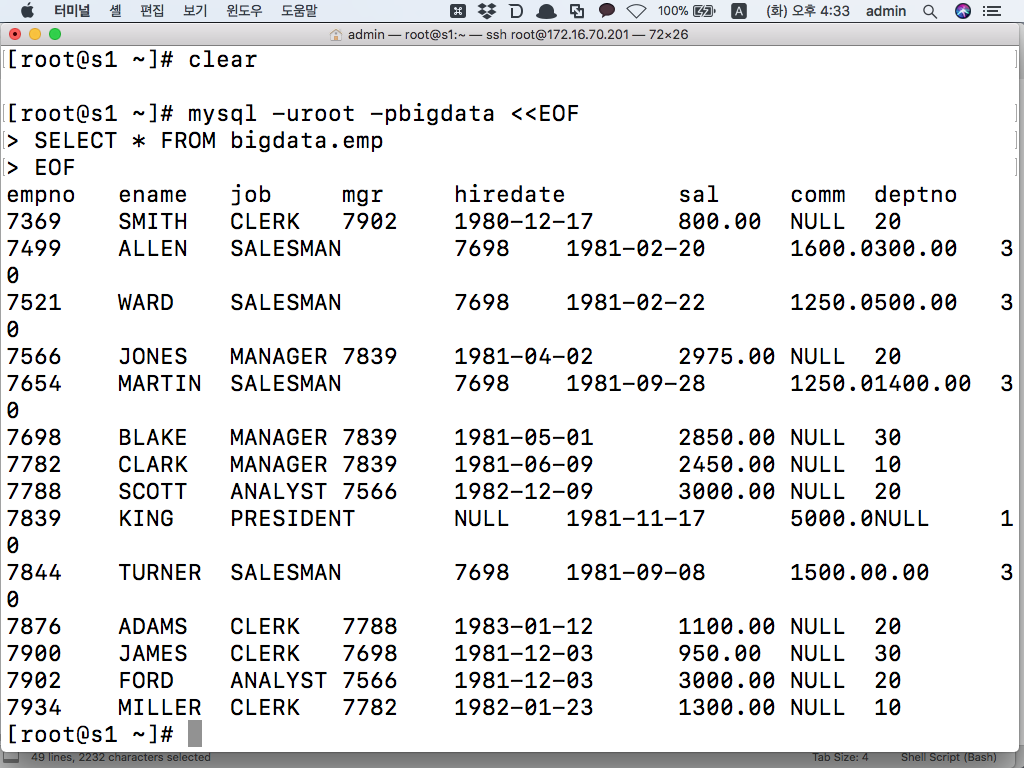 터미널 셸 편집 보기 윈도우 도움말 100% A (화) 오후 4:33 admin
admin — root@s1:~ — ssh root@172.16.70.201 — 72×26
[root@s1 ~]# clear
[root@s1 ~]# mysql -uroot -pbigdata <<EOF
> SELECT * FROM bigdata.emp
> EOF
empno ename job mgr hiredate sal comm deptno
7369 SMITH CLERK 7902 1980-12-17 800.00 NULL 20
7499 ALLEN SALESMAN 7698 1981-02-20 1600.0300.00 3
0
7521 WARD SALESMAN 7698 1981-02-22 1250.0500.00 3
0
7566 JONES MANAGER 7839 1981-04-02 2975.00 NULL 20
7654 MARTIN SALESMAN 7698 1981-09-28 1250.01400.00 3
0
7698 BLAKE MANAGER 7839 1981-05-01 2850.00 NULL 30
7782 CLARK MANAGER 7839 1981-06-09 2450.00 NULL 10
7788 SCOTT ANALYST 7566 1982-12-09 3000.00 NULL 20
7839 KING PRESIDENT NULL 1981-11-17 5000.0NULL 1
0
7844 TURNER SALESMAN 7698 1981-09-08 1500.00.00 3
0
7876 ADAMS CLERK 7788 1983-01-12 1100.00 NULL 20
7900 JAMES CLERK 7698 1981-12-03 950.00 NULL 30
7902 FORD ANALYST 7566 1981-12-03 3000.00 NULL 20
7934 MILLER CLERK 7782 1982-01-23 1300.00 NULL 10
[root@s1 ~]#
49 lines, 2232 characters selected Tab Size: 4 Shell Script (Bash)